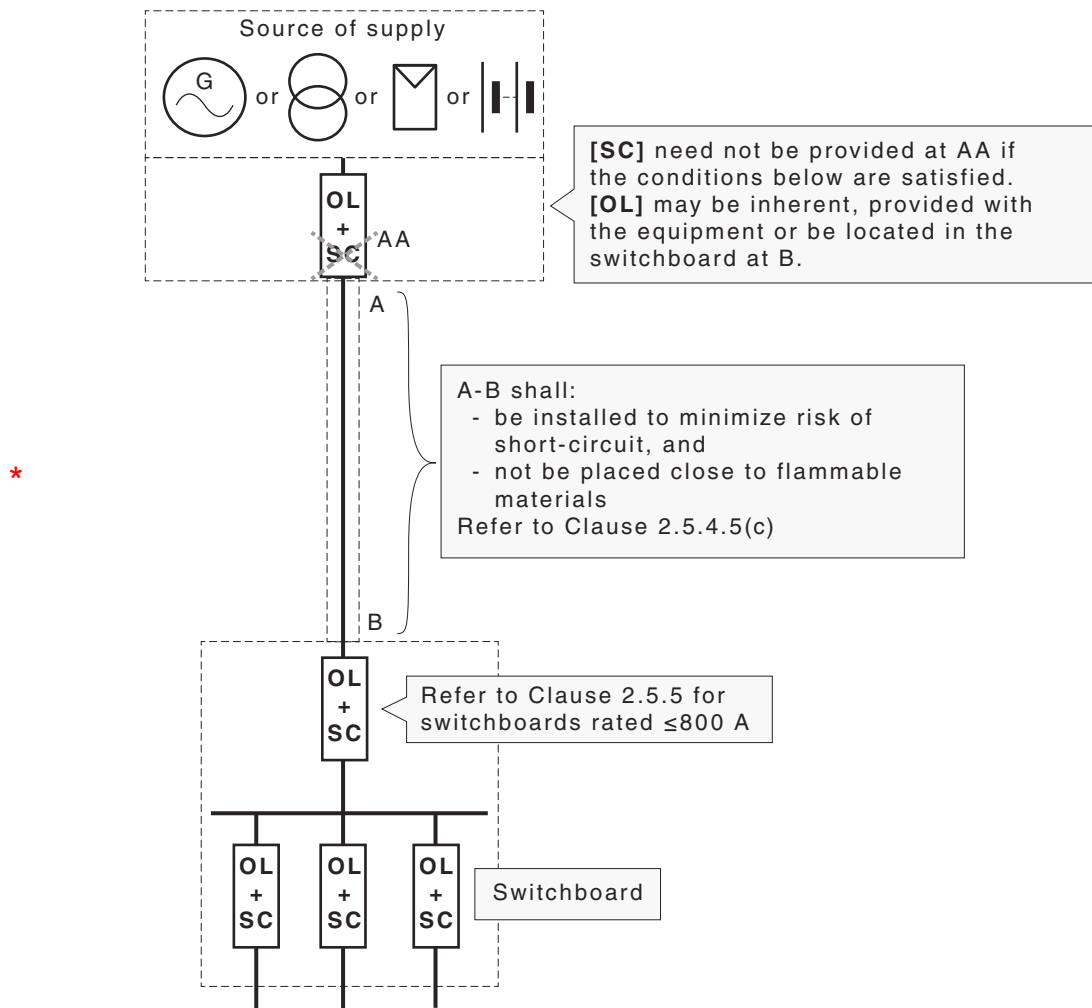 Source of supply
G
or
or
or
OL
+
SC
AA
[SC] need not be provided at AA if
the conditions below are satisfied.
[OL] may be inherent, provided with
the equipment or be located in the
switchboard at B.
A
A-B shall:
- be installed to minimize risk of
short-circuit, and
- not be placed close to flammable
materials
Refer to Clause 2.5.4.5(c)
*
B
OL
+
SC
Refer to Clause 2.5.5 for
switchboards rated ≤800 A
OL
+
SC
OL
+
SC
OL
+
SC
Switchboard